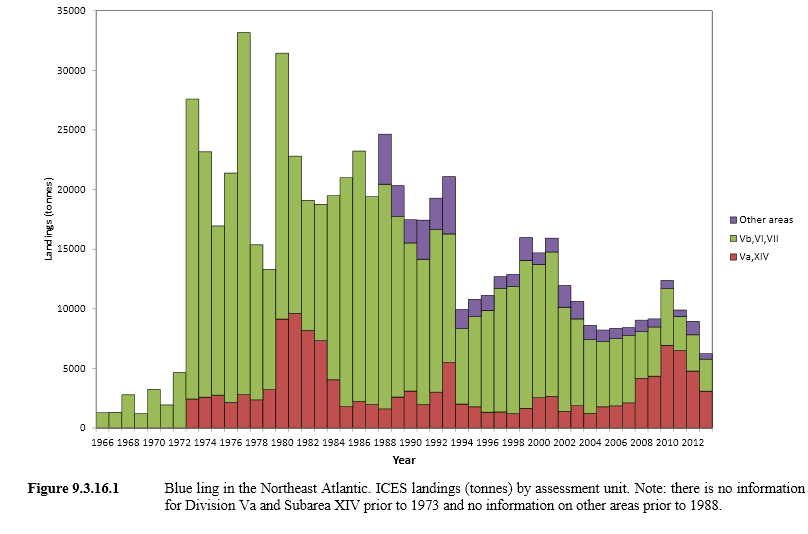 35000
30000
25000
20000
15000
10000
5000
0
Landings (tonnes)
Other areas
Vb,VI,VII
Va,XIV
1966 1968 1970 1972 1974 1976 1978 1980 1982 1984 1986 1988 1990 1992 1994 1996 1998 2000 2002 2004 2006 2008 2010 2012
Year
Figure 9.3.16.1 Blue ling in the Northeast Atlantic. ICES landings (tonnes) by assessment unit. Note: there is no information
for Division Va and Subarea XIV prior to 1973 and no information on other areas prior to 1988.